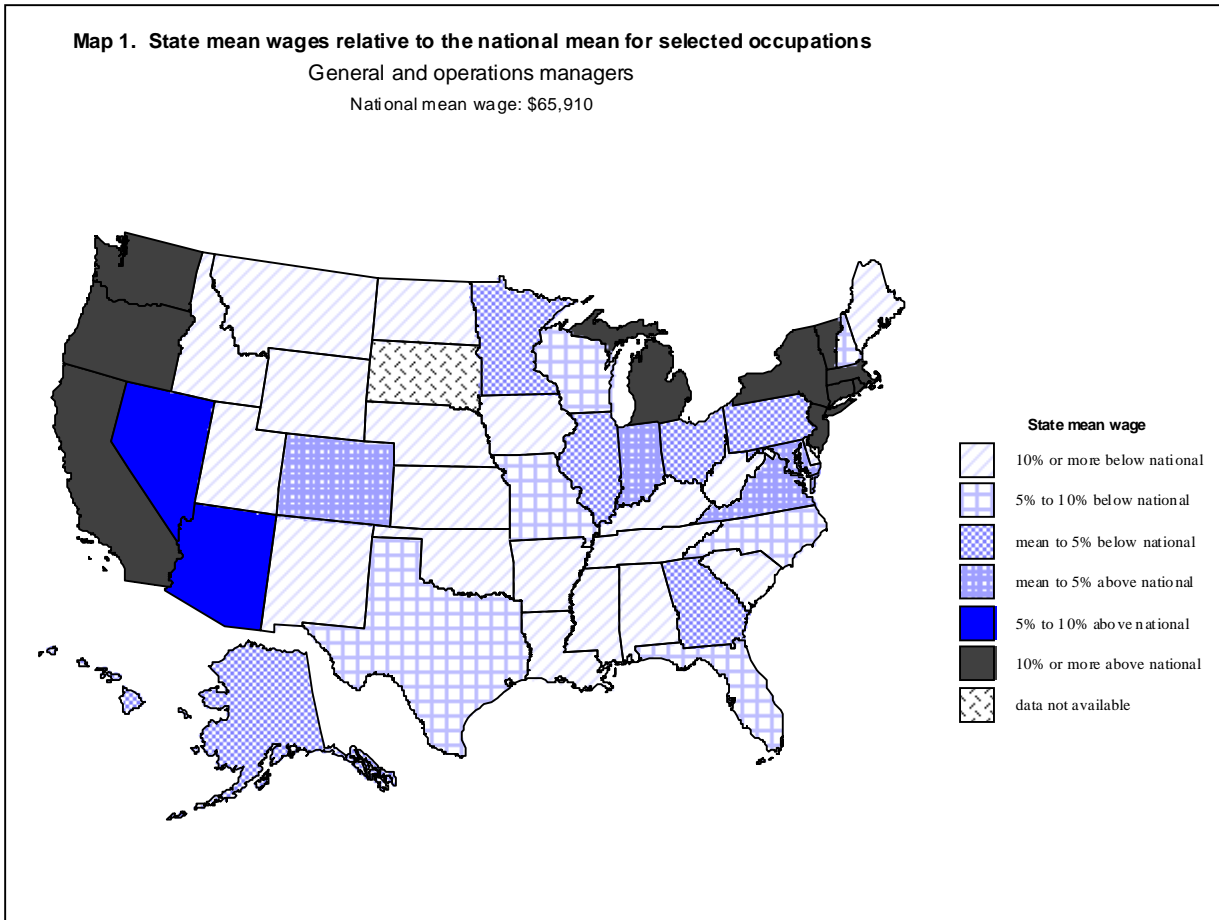 Map 1. State mean wages relative to the national mean for selected occupations
General and operations managers
National mean wage: $65,910
State mean wage
10% or more below national
5% to 10% below national
mean to 5% below national
mean to 5% above national
5% to 10% above national
10% or more above national
data not available